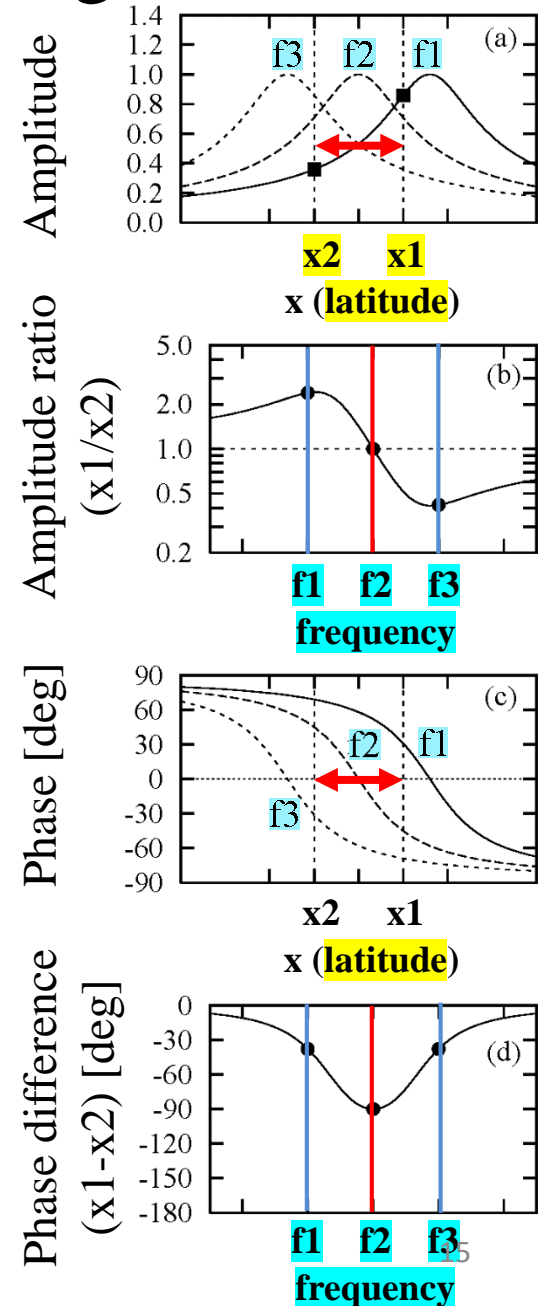 Amplitude
1.4
1.2
1.0
0.8
0.6
0.4
0.2
0.0
(a)
f3 f2 f1
x2 x1
x (latitude)
Amplitude ratio
(x1/x2)
5.0
2.0
1.0
0.5
0.2
(b)
f1 f2 f3
frequency
Phase [deg]
90
60
30
0
-30
-60
-90
(c)
f2 f1
f3
x2 x1
x (latitude)
Phase difference
(x1-x2) [deg]
0
-30
-60
-90
-120
-150
-180
(d)
f1 f2 f3
15
frequency